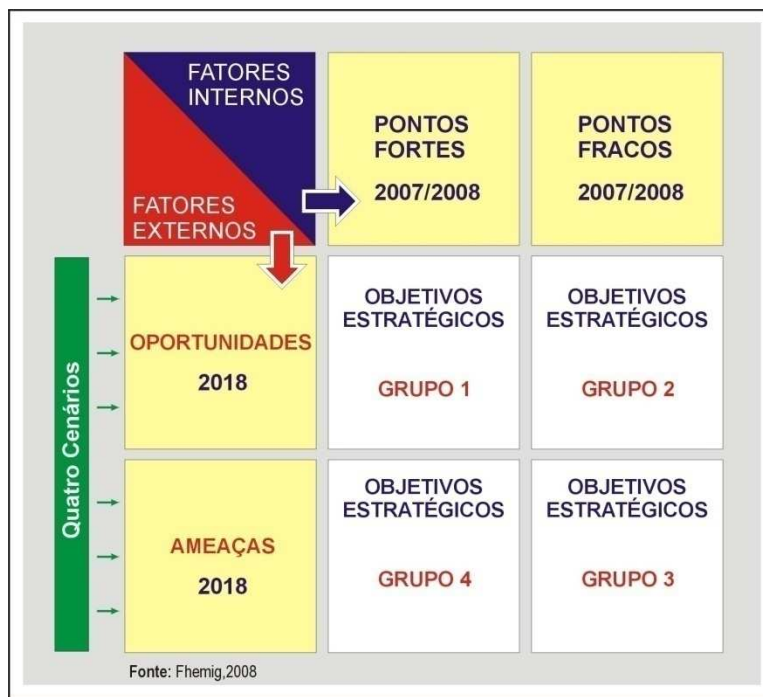 FATORES
INTERNOS
FATORES
EXTERNOS
PONTOS
FORTES
2007/2008
PONTOS
FRACOS
2007/2008
Quatro Cenários
OPORTUNIDADES
2018
OBJETIVOS
ESTRATÉGICOS
GRUPO 1
OBJETIVOS
ESTRATÉGICOS
GRUPO 2
AMEAÇAS
2018
OBJETIVOS
ESTRATÉGICOS
GRUPO 4
OBJETIVOS
ESTRATÉGICOS
GRUPO 3
Fonte: Fhemig,2008